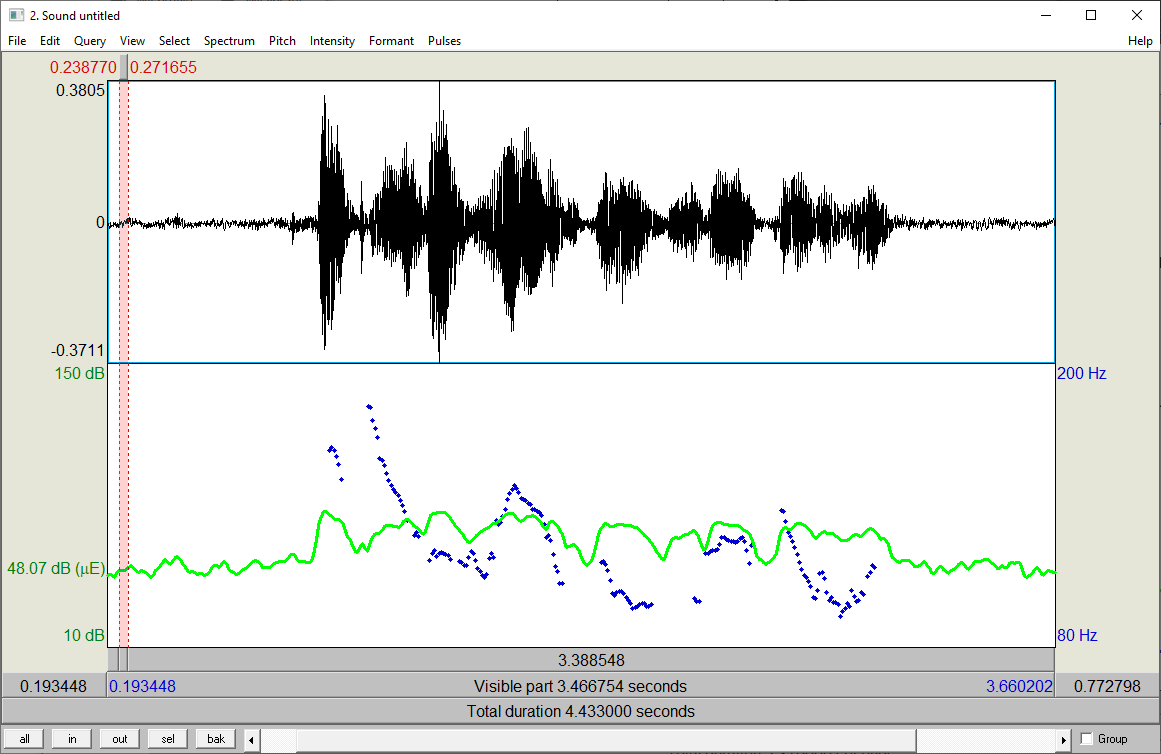 2. Sound untitled
File Edit Query View Select Spectrum Pitch Intensity Formant Pulses Help
0.238770 0.271655
0.3805
0
-0.3711
150 dB 200 Hz
48.07 dB (µE)
10 dB 80 Hz
3.388548
0.193448 0.193448 Visible part 3.466754 seconds 3.660202 0.772798
Total duration 4.433000 seconds
all in out sel bak Group